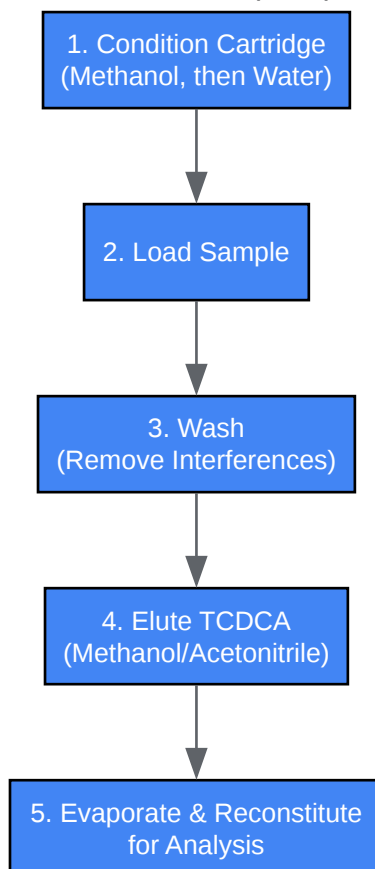 1. Condition Cartridge
(Methanol, then Water)
2. Load Sample
3. Wash
(Remove Interferences)
4. Elute TCDCA
(Methanol/Acetonitrile)
5. Evaporate & Reconstitute
for Analysis